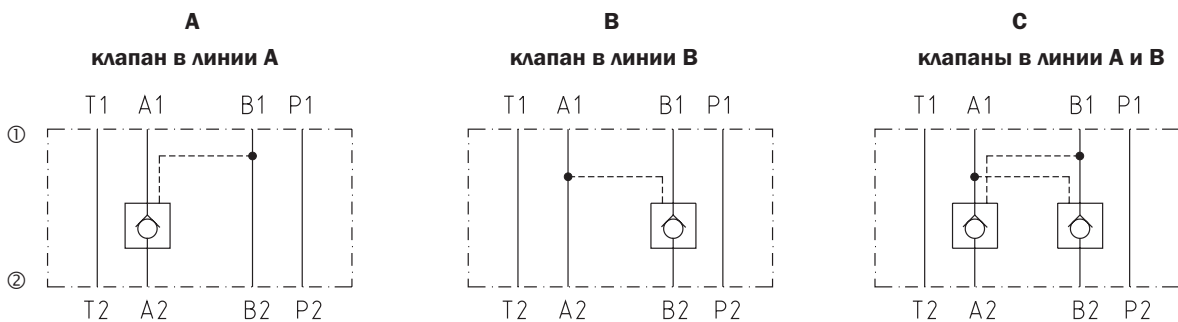 A B C
клапан в линии A клапан в линии B клапаны в линии A и B
T1 A1 B1 P1 T1 A1 B1 P1 T1 A1 B1 P1
①
②
T2 A2 B2 P2 T2 A2 B2 P2 T2 A2 B2 P2